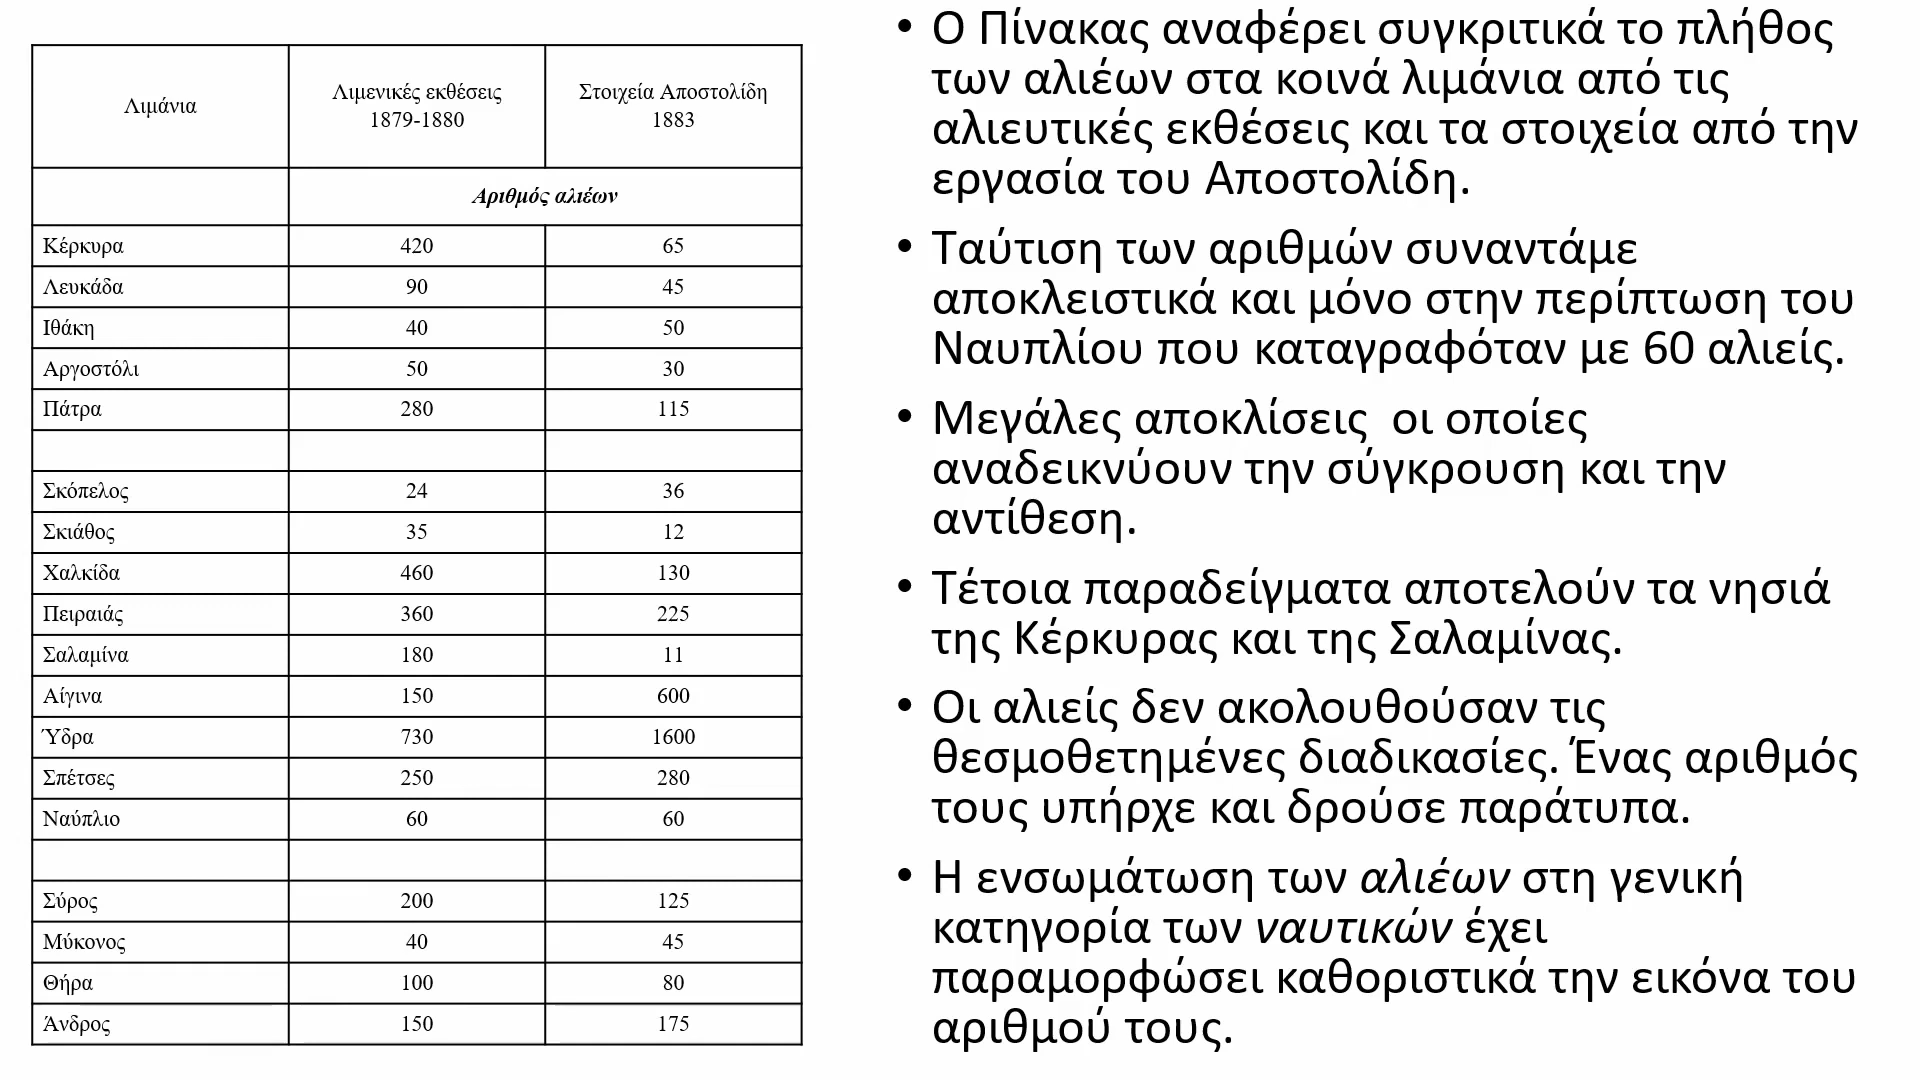 Λιμάνια Λιμενικές εκθέσεις 1879-1880 Στοιχεία Αποστολίδη 1883
Αριθμός αλιέων
Κέρκυρα 420 65
Λευκάδα 90 45
Ιθάκη 40 50
Αργοστόλι 50 30
Πάτρα 280 115
Σκόπελος 24 36
Σκιάθος 35 12
Χαλκίδα 460 130
Πειραιάς 360 225
Σαλαμίνα 180 11
Αίγινα 150 600
Ύδρα 730 1600
Σπέτσες 250 280
Ναύπλιο 60 60
Σύρος 200 125
Μύκονος 40 45
Θήρα 100 80
Άνδρος 150 175
• Ο Πίνακας αναφέρει συγκριτικά το πλήθος
των αλιέων στα κοινά λιμάνια από τις
αλιευτικές εκθέσεις και τα στοιχεία από την
εργασία του Αποστολίδη.
• Ταύτιση των αριθμών συναντάμε
αποκλειστικά και μόνο στην περίπτωση του
Ναυπλίου που καταγραφόταν με 60 αλιείς.
• Μεγάλες αποκλίσεις οι οποίες
αναδεικνύουν την σύγκρουση και την
αντίθεση.
• Τέτοια παραδείγματα αποτελούν τα νησιά
της Κέρκυρας και της Σαλαμίνας.
• Οι αλιείς δεν ακολουθούσαν τις
θεσμοθετημένες διαδικασίες. Ένας αριθμός
τους υπήρχε και δρούσε παράτυπα.
• Η ενσωμάτωση των αλιέων στη γενική
κατηγορία των ναυτικών έχει
παραμορφώσει καθοριστικά την εικόνα του
αριθμού τους.